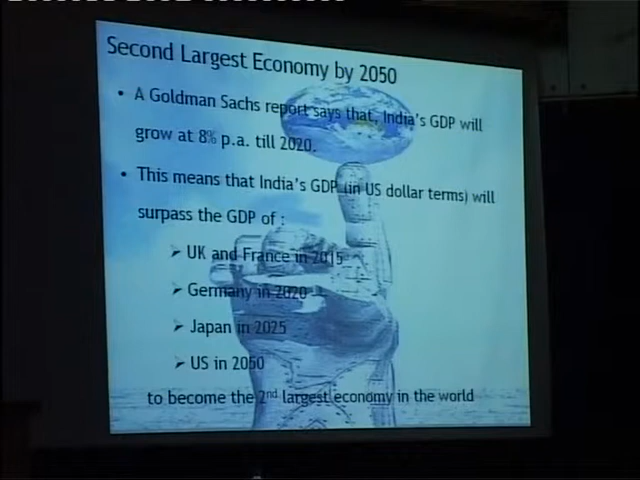 Second Largest Economy by 2050
• A Goldman Sachs report says that, India's GDP will
grow at 8% p.a. till 2020.
• This means that India's GDP (in US dollar terms) will
surpass the GDP of :
➢ UK and France in 2015
➢ Germany in 2020
➢ Japan in 2025
➢ US in 2050
to become the 2nd largest economy in the world